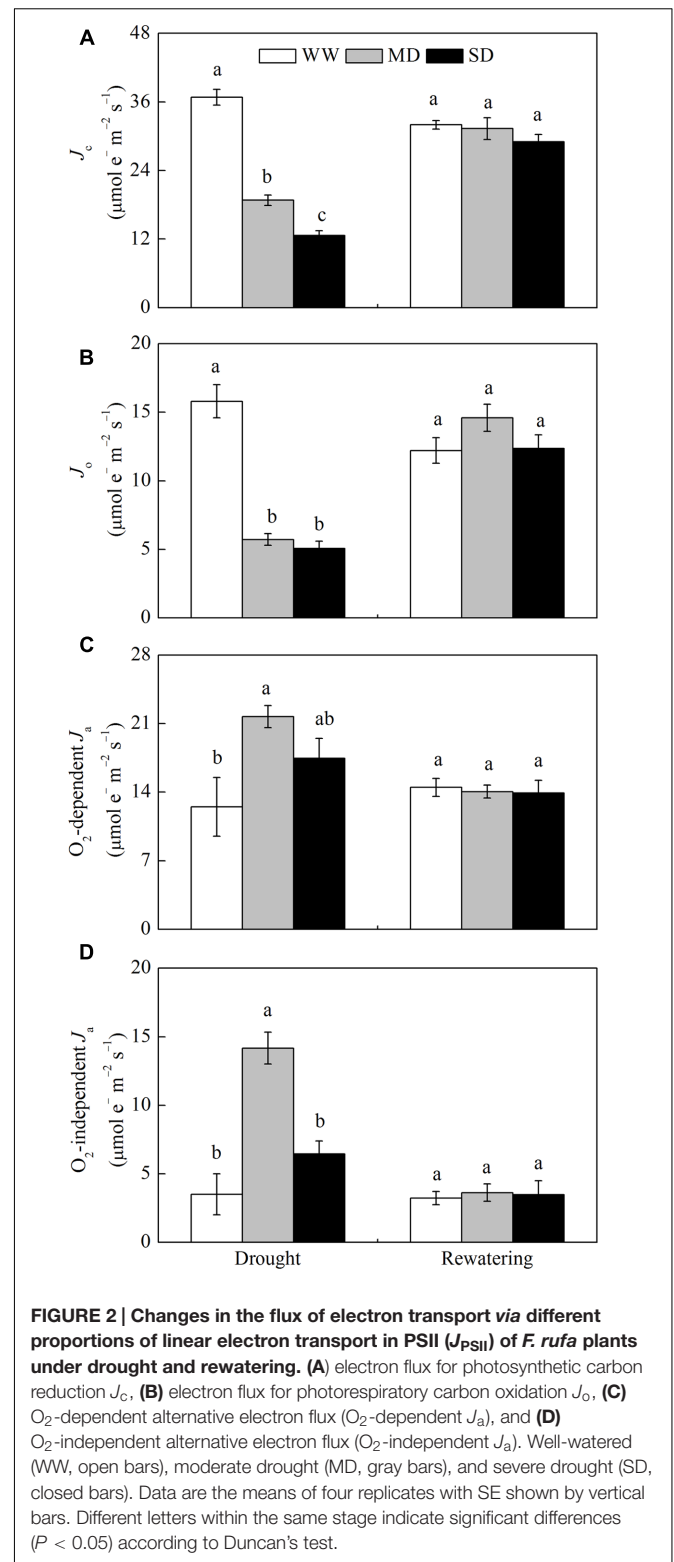 A
48
36
24
12
0
J_c
(µmol e⁻ m⁻² s⁻¹)
WW MD SD
a
b
c
a
a
a
B
20
15
10
5
0
J_o
(µmol e⁻ m⁻² s⁻¹)
a
b
b
a
a
a
C
28
21
14
7
0
O₂-dependent J_a
(µmol e⁻ m⁻² s⁻¹)
b
a
ab
a
a
a
D
20
15
10
5
0
O₂-independent J_a
(µmol e⁻ m⁻² s⁻¹)
b
a
b
a
a
a
Drought Rewatering
FIGURE 2 | Changes in the flux of electron transport via different
proportions of linear electron transport in PSII (J_PSII) of F. rufa plants
under drought and rewatering. (A) electron flux for photosynthetic carbon
reduction J_c, (B) electron flux for photorespiratory carbon oxidation J_o, (C)
O₂-dependent alternative electron flux (O₂-dependent J_a), and (D)
O₂-independent alternative electron flux (O₂-independent J_a). Well-watered
(WW, open bars), moderate drought (MD, gray bars), and severe drought (SD,
closed bars). Data are the means of four replicates with SE shown by vertical
bars. Different letters within the same stage indicate significant differences
(P < 0.05) according to Duncan's test.